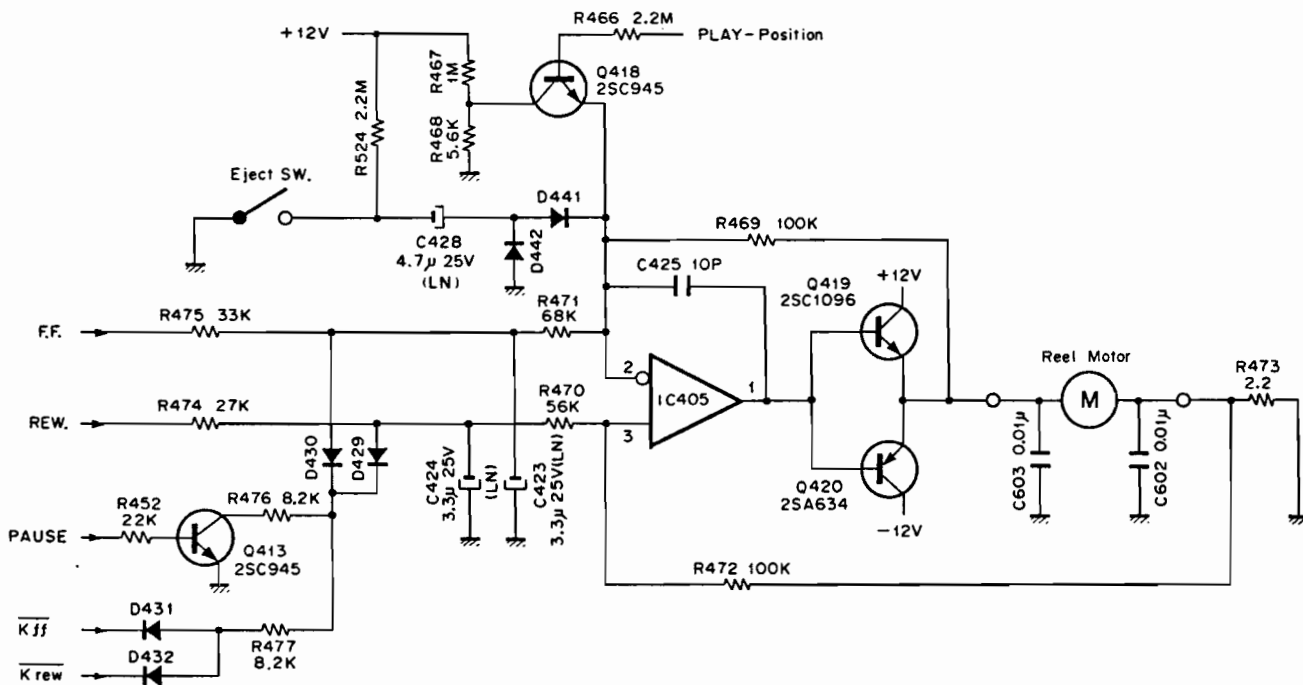 R466 2.2M
+12V
PLAY-Position
R467
1M
Q418
2SC945
R524 2.2M
R468
5.6K
Eject SW.
D441
R469 100K
C428
4.7μ 25V
(LN)
D442
C425 10P
Q419
2SC1096
+12V
R471
68K
F.F.
R475 33K
Reel Motor
R473
2.2
2
1
IC405
M
R470
56K
REW.
R474 27K
3
C603 0.01μ
C602 0.01μ
D430
D429
C424
3.3μ 25V
(LN)
C423
3.3μ 25V(LN)
Q420
2SA634
-12V
R476 8.2K
R452
22K
PAUSE
Q413
2SC945
R472 100K
D431
Kff
R477
8.2K
D432
Krew